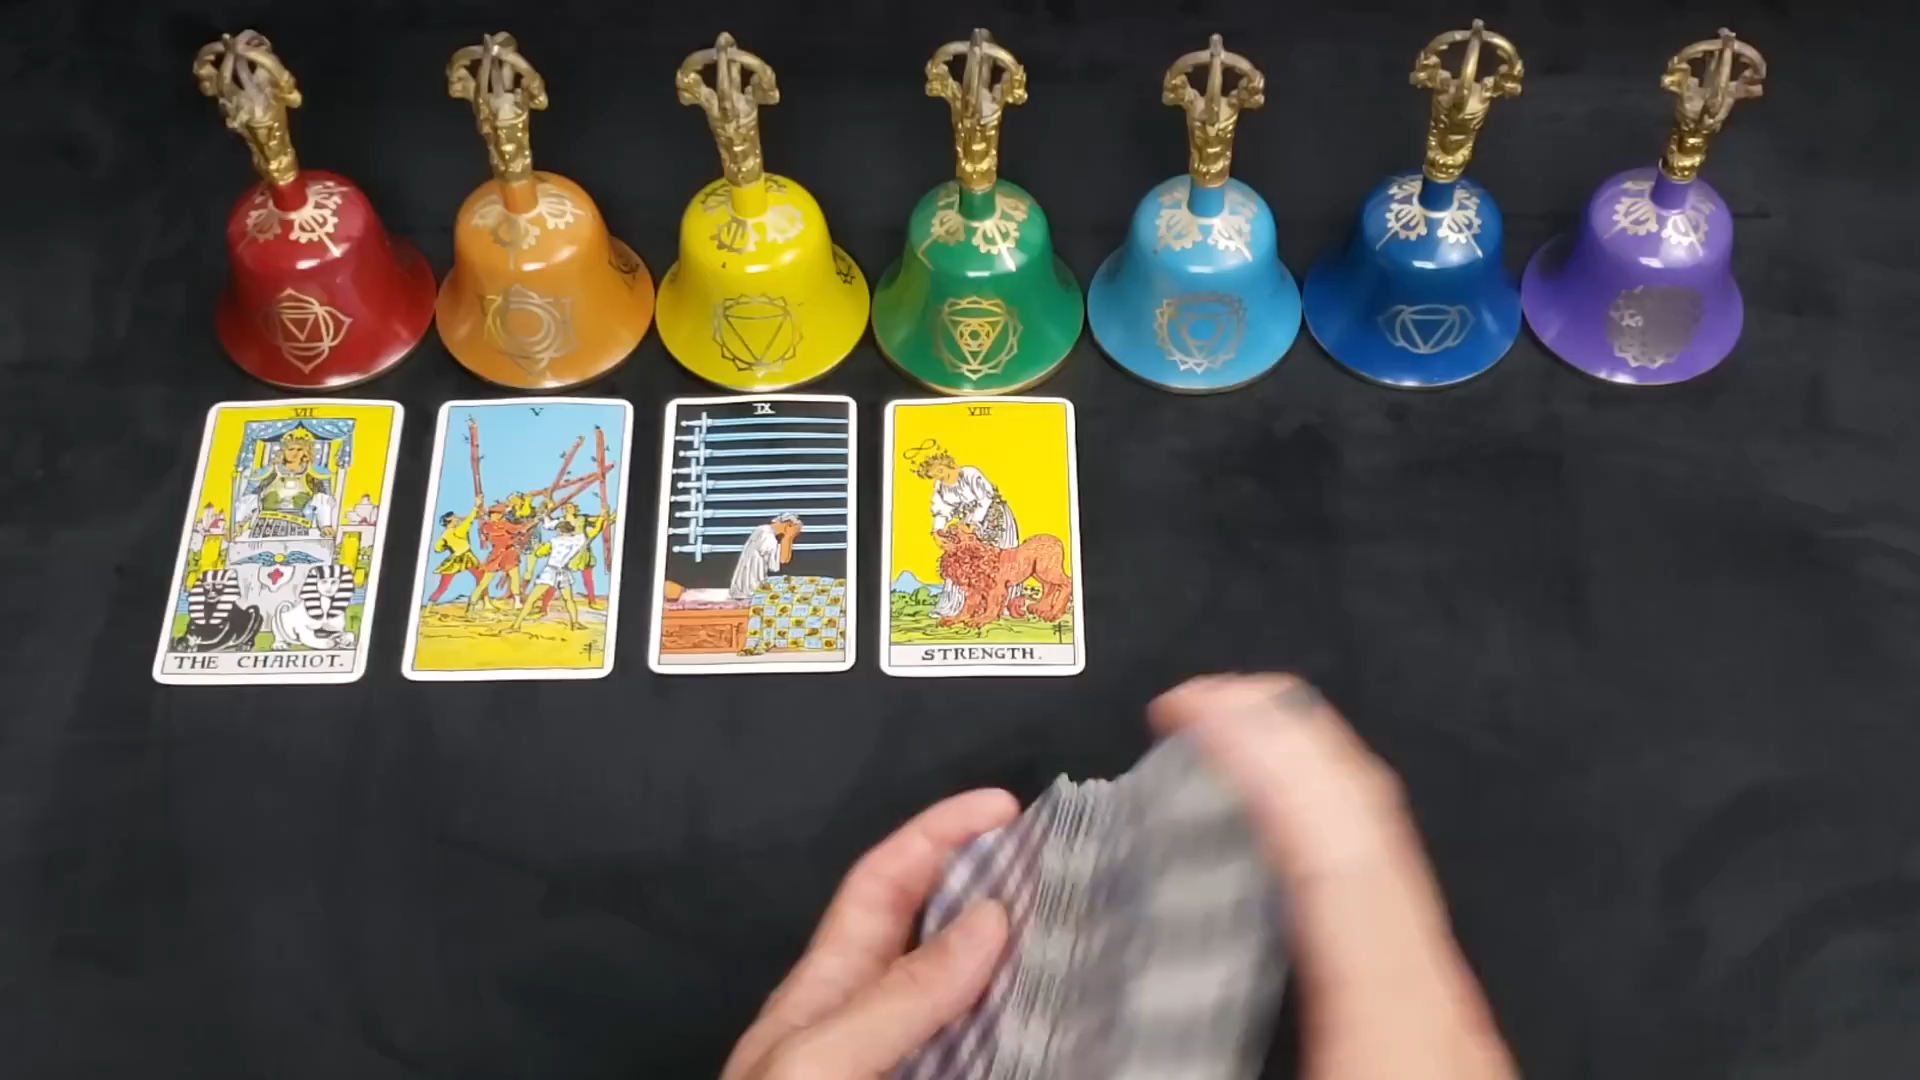 VII
THE CHARIOT.
V
IX
VIII
STRENGTH.